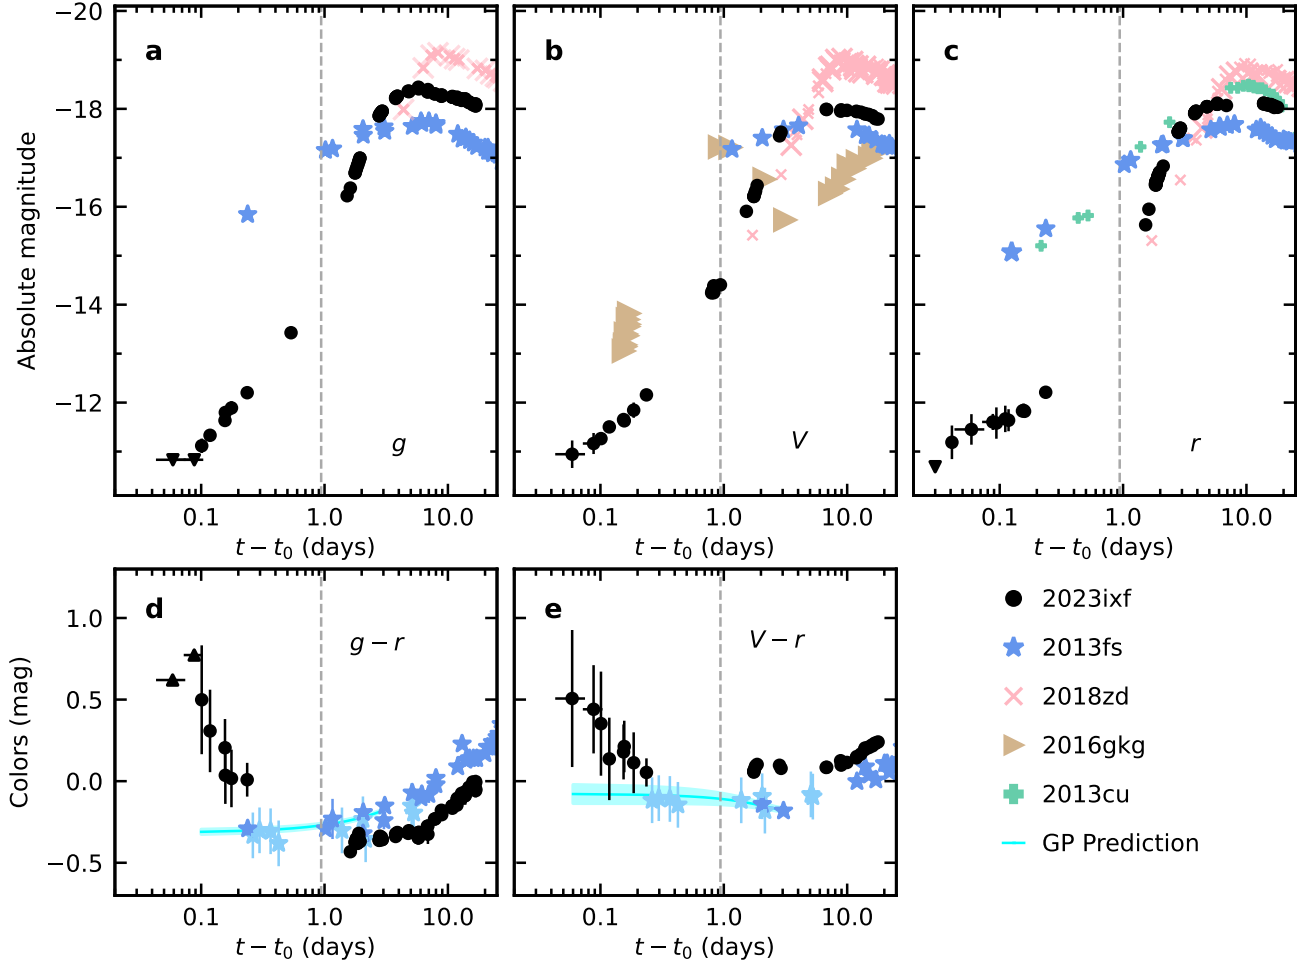 a
b
c
−20
−18
−16
−14
−12
Absolute magnitude
g
V
r
0.1 1.0 10.0
0.1 1.0 10.0
0.1 1.0 10.0
t − t₀ (days)
t − t₀ (days)
t − t₀ (days)
d
e
g − r
V − r
1.0
0.5
0.0
−0.5
Colors (mag)
0.1 1.0 10.0
0.1 1.0 10.0
t − t₀ (days)
t − t₀ (days)
2023ixf
2013fs
2018zd
2016gkg
2013cu
GP Prediction